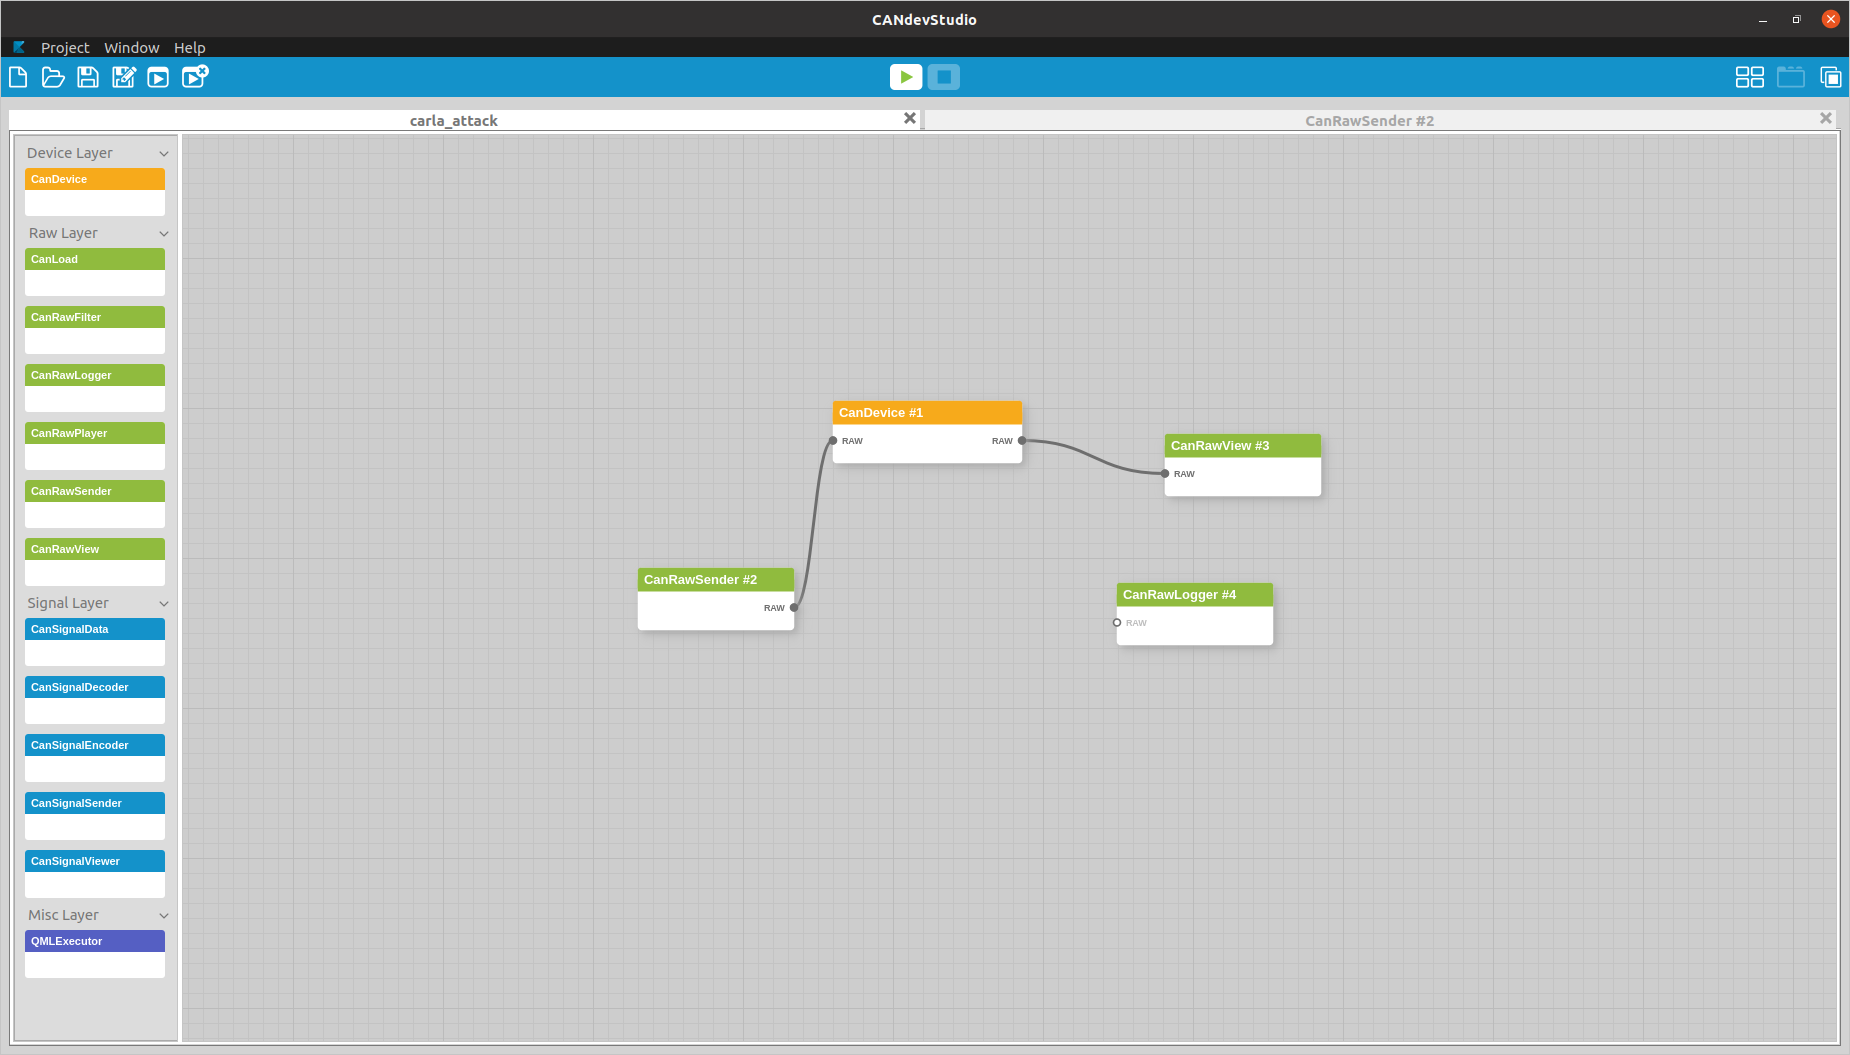 CANdevStudio
Project Window Help
carla_attack
CanRawSender #2
Device Layer
CanDevice
Raw Layer
CanLoad
CanRawFilter
CanRawLogger
CanRawPlayer
CanRawSender
CanRawView
Signal Layer
CanSignalData
CanSignalDecoder
CanSignalEncoder
CanSignalSender
CanSignalViewer
Misc Layer
QMLExecutor
CanDevice #1
RAW RAW
CanRawView #3
RAW
CanRawSender #2
RAW
CanRawLogger #4
RAW